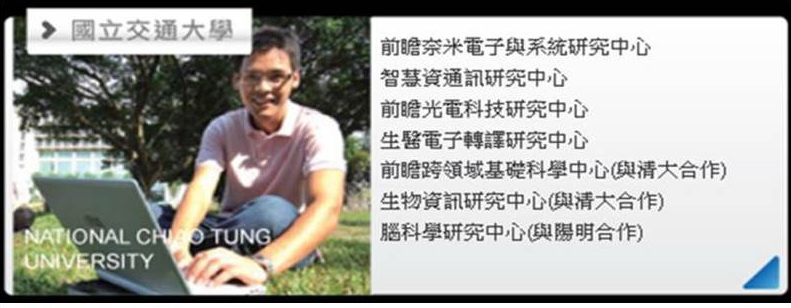 國立交通大學
NATIONAL CHIAO TUNG
UNIVERSITY
前瞻奈米電子與系統研究中心
智慧資通訊研究中心
前瞻光電科技研究中心
生醫電子轉譯研究中心
前瞻跨領域基礎科學中心(與清大合作)
生物資訊研究中心(與清大合作)
腦科學研究中心(與陽明合作)